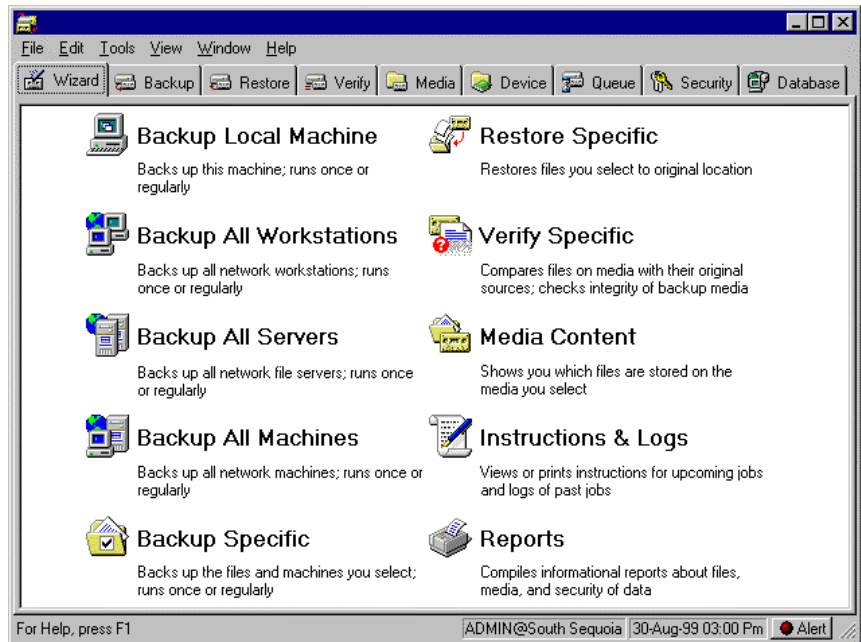 File Edit Tools View Window Help
Wizard Backup Restore Verify Media Device Queue Security Database
Backup Local Machine
Backs up this machine; runs once or
regularly
Backup All Workstations
Backs up all network workstations; runs
once or regularly
Backup All Servers
Backs up all network file servers; runs once
or regularly
Backup All Machines
Backs up all network machines; runs once or
regularly
Backup Specific
Backs up the files and machines you select;
runs once or regularly
Restore Specific
Restores files you select to original location
Verify Specific
Compares files on media with their original
sources; checks integrity of backup media
Media Content
Shows you which files are stored on the
media you select
Instructions & Logs
Views or prints instructions for upcoming jobs
and logs of past jobs
Reports
Compiles informational reports about files,
media, and security of data
For Help, press F1 ADMIN@South Sequoia 30-Aug-99 03:00 Pm Alert